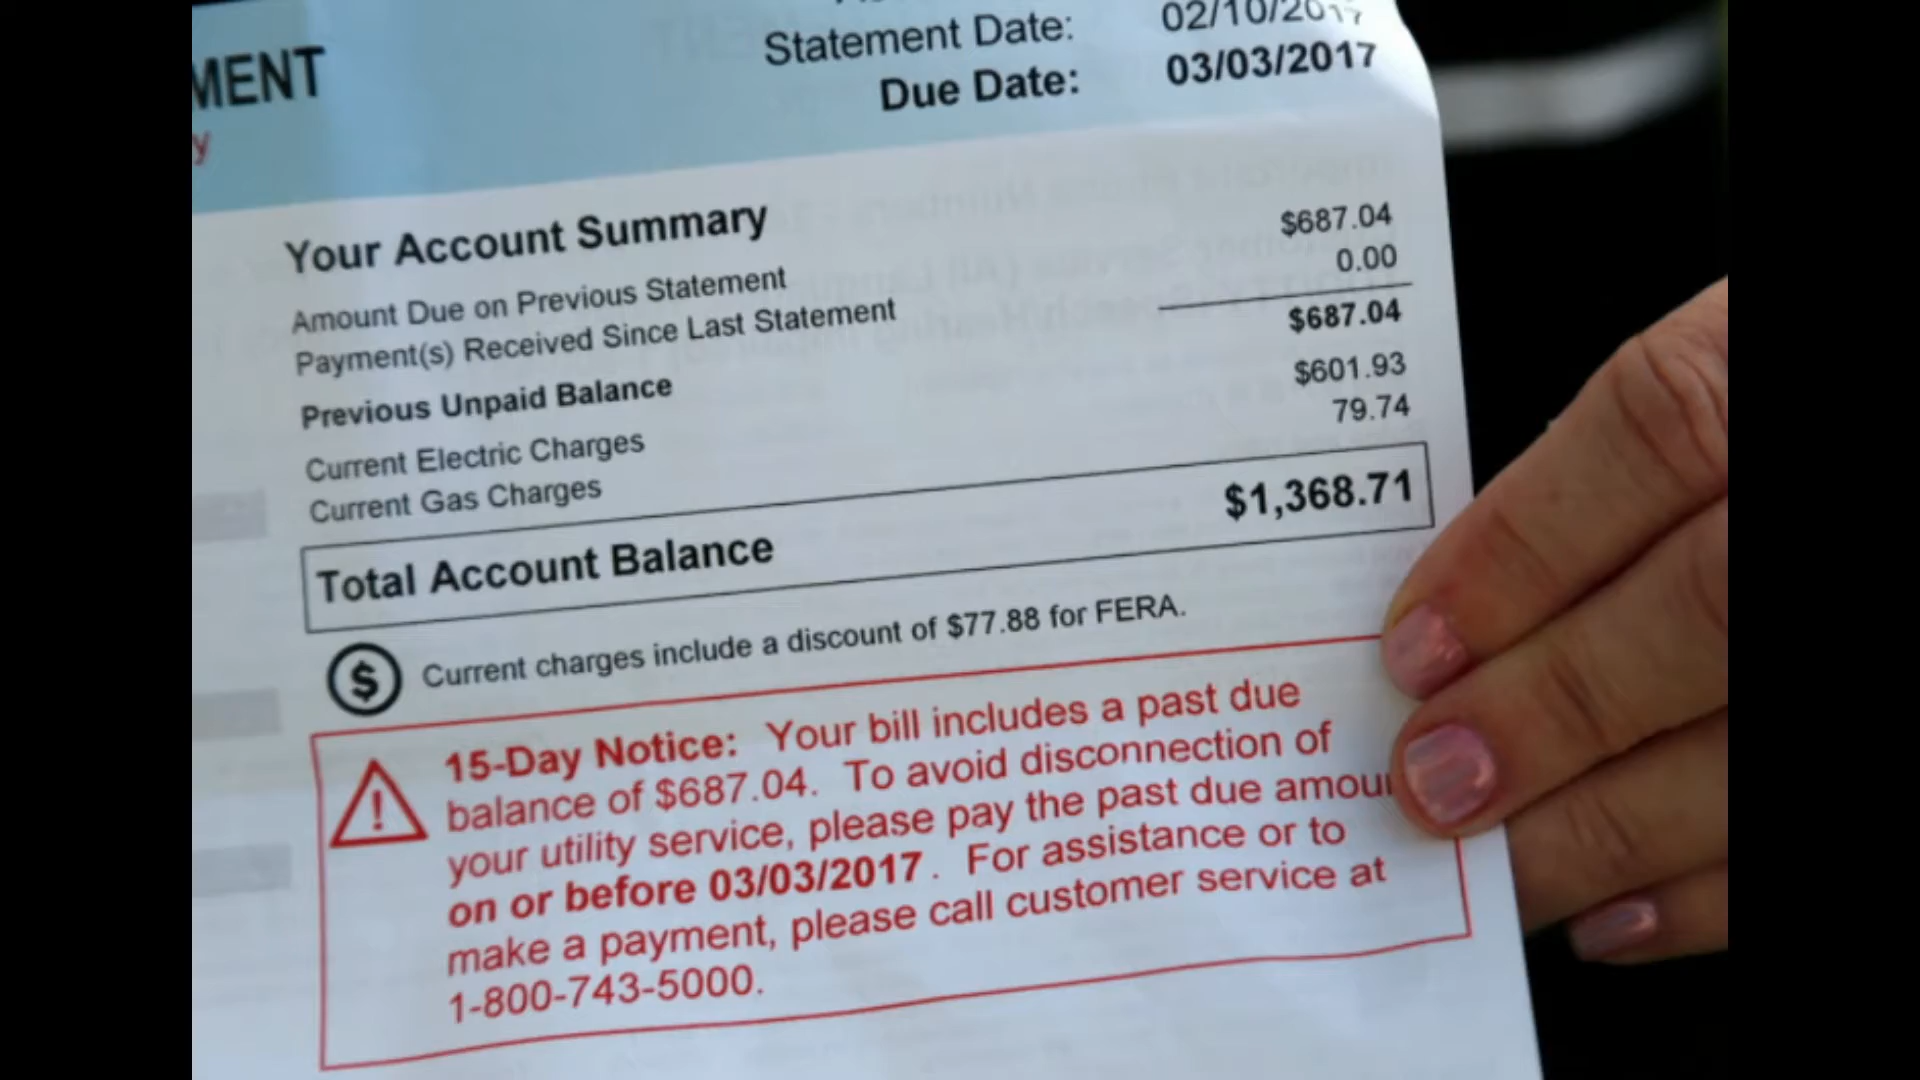 MENT
y
Statement Date: 02/10/2017
Due Date: 03/03/2017
Your Account Summary
Amount Due on Previous Statement $687.04
Payment(s) Received Since Last Statement 0.00
Previous Unpaid Balance $687.04
Current Electric Charges $601.93
Current Gas Charges 79.74
Total Account Balance $1,368.71
$ Current charges include a discount of $77.88 for FERA.
! 15-Day Notice: Your bill includes a past due
balance of $687.04. To avoid disconnection of
your utility service, please pay the past due amoun
on or before 03/03/2017. For assistance or to
make a payment, please call customer service at
1-800-743-5000.